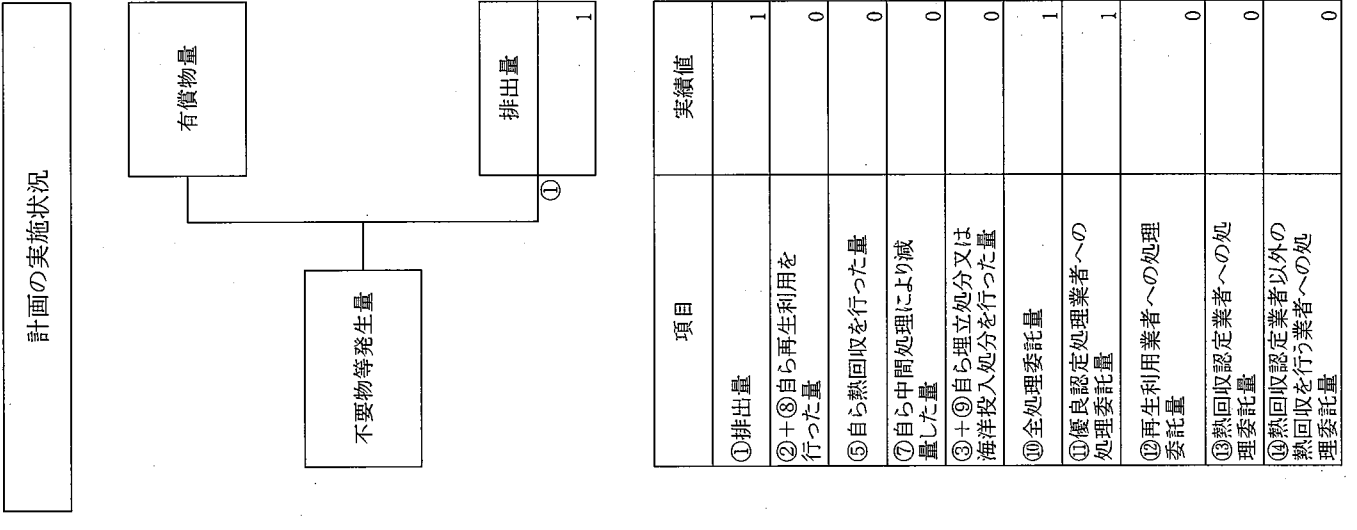 計画の実施状況
有償物量
不要物等発生量
排出量
①
1
項目
実績値
①排出量
1
②+⑧自ら再生利用を
行った量
0
⑤自ら熱回収を行った量
0
⑦自ら中間処理により減
量した量
0
③+⑨自ら埋立処分又は
海洋投入処分を行った量
0
⑩全処理委託量
1
⑪優良認定処理業者への
処理委託量
1
⑫再生利用業者への処理
委託量
0
⑬熱回収認定業者への処
理委託量
0
⑭熱回収認定業者以外の
熱回収を行う業者への処
理委託量
0